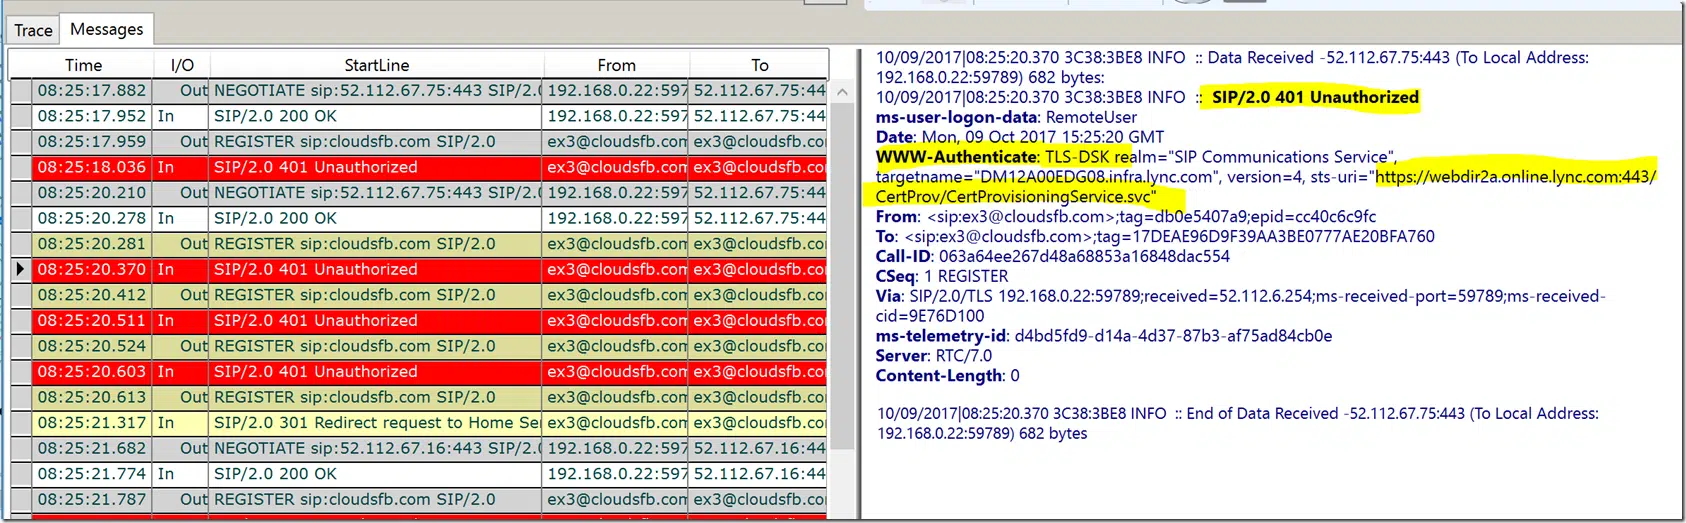 Trace Messages
Time I/O StartLine From To
08:25:17.882 Out NEGOTIATE sip:52.112.67.75:443 SIP/2.0 192.168.0.22:597 52.112.67.75:44
08:25:17.952 In SIP/2.0 200 OK 192.168.0.22:597 52.112.67.75:44
08:25:17.959 Out REGISTER sip:cloudsfb.com SIP/2.0 ex3@cloudsfb.com ex3@cloudsfb.co
08:25:18.036 In SIP/2.0 401 Unauthorized ex3@cloudsfb.com ex3@cloudsfb.co
08:25:20.210 Out NEGOTIATE sip:52.112.67.75:443 SIP/2.0 192.168.0.22:597 52.112.67.75:44
08:25:20.278 In SIP/2.0 200 OK 192.168.0.22:597 52.112.67.75:44
08:25:20.281 Out REGISTER sip:cloudsfb.com SIP/2.0 ex3@cloudsfb.com ex3@cloudsfb.co
08:25:20.370 In SIP/2.0 401 Unauthorized ex3@cloudsfb.com ex3@cloudsfb.co
08:25:20.412 Out REGISTER sip:cloudsfb.com SIP/2.0 ex3@cloudsfb.com ex3@cloudsfb.co
08:25:20.511 In SIP/2.0 401 Unauthorized ex3@cloudsfb.com ex3@cloudsfb.co
08:25:20.524 Out REGISTER sip:cloudsfb.com SIP/2.0 ex3@cloudsfb.com ex3@cloudsfb.co
08:25:20.603 In SIP/2.0 401 Unauthorized ex3@cloudsfb.com ex3@cloudsfb.co
08:25:20.613 Out REGISTER sip:cloudsfb.com SIP/2.0 ex3@cloudsfb.com ex3@cloudsfb.co
08:25:21.317 In SIP/2.0 301 Redirect request to Home Se ex3@cloudsfb.com ex3@cloudsfb.co
08:25:21.682 Out NEGOTIATE sip:52.112.67.16:443 SIP/2.0 192.168.0.22:597 52.112.67.16:44
08:25:21.774 In SIP/2.0 200 OK 192.168.0.22:597 52.112.67.16:44
08:25:21.787 Out REGISTER sip:cloudsfb.com SIP/2.0 ex3@cloudsfb.com ex3@cloudsfb.co
10/09/2017|08:25:20.370 3C38:3BE8 INFO :: Data Received -52.112.67.75:443 (To Local Address:
192.168.0.22:59789) 682 bytes:
10/09/2017|08:25:20.370 3C38:3BE8 INFO :: SIP/2.0 401 Unauthorized
ms-user-logon-data: RemoteUser
Date: Mon, 09 Oct 2017 15:25:20 GMT
WWW-Authenticate: TLS-DSK realm="SIP Communications Service",
targetname="DM12A00EDG08.infra.lync.com", version=4, sts-uri="https://webdir2a.online.lync.com:443/
CertProv/CertProvisioningService.svc"
From: <sip:ex3@cloudsfb.com>;tag=db0e5407a9;epid=cc40c6c9fc
To: <sip:ex3@cloudsfb.com>;tag=17DEAE96D9F39AA3BE0777AE20BFA760
Call-ID: 063a64ee267d48a68853a16848dac554
CSeq: 1 REGISTER
Via: SIP/2.0/TLS 192.168.0.22:59789;received=52.112.6.254;ms-received-port=59789;ms-received-
cid=9E76D100
ms-telemetry-id: d4bd5fd9-d14a-4d37-87b3-af75ad84cb0e
Server: RTC/7.0
Content-Length: 0
10/09/2017|08:25:20.370 3C38:3BE8 INFO :: End of Data Received -52.112.67.75:443 (To Local Address:
192.168.0.22:59789) 682 bytes